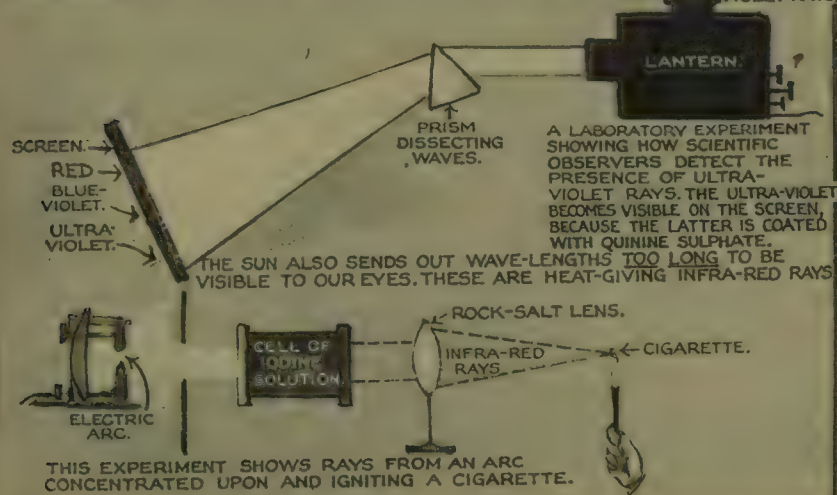 LANTERN.
PRISM
DISSECTING
WAVES.
SCREEN.
RED
BLUE-
VIOLET.
ULTRA-
VIOLET.
A LABORATORY EXPERIMENT
SHOWING HOW SCIENTIFIC
OBSERVERS DETECT THE
PRESENCE OF ULTRA-
VIOLET RAYS. THE ULTRA-VIOLET
BECOMES VISIBLE ON THE SCREEN,
BECAUSE THE LATTER IS COATED
WITH QUININE SULPHATE.
THE SUN ALSO SENDS OUT WAVE-LENGTHS TOO LONG TO BE
VISIBLE TO OUR EYES. THESE ARE HEAT-GIVING INFRA-RED RAYS
ROCK-SALT LENS.
CELL OF
IODINE
SOLUTION.
INFRA-RED
RAYS
CIGARETTE.
ELECTRIC
ARC.
THIS EXPERIMENT SHOWS RAYS FROM AN ARC
CONCENTRATED UPON AND IGNITING A CIGARETTE.